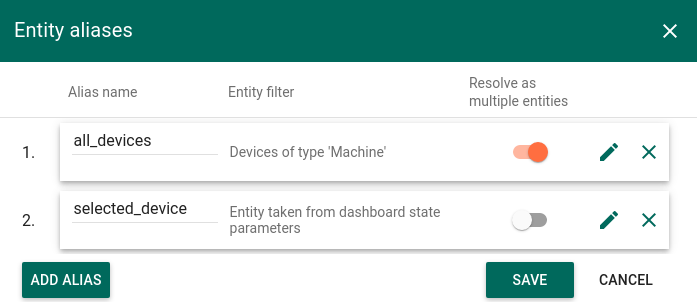 Entity aliases
Alias name
Entity filter
Resolve as
multiple entities
1.
all_devices
Devices of type 'Machine'
2.
selected_device
Entity taken from dashboard state
parameters
ADD ALIAS
SAVE
CANCEL